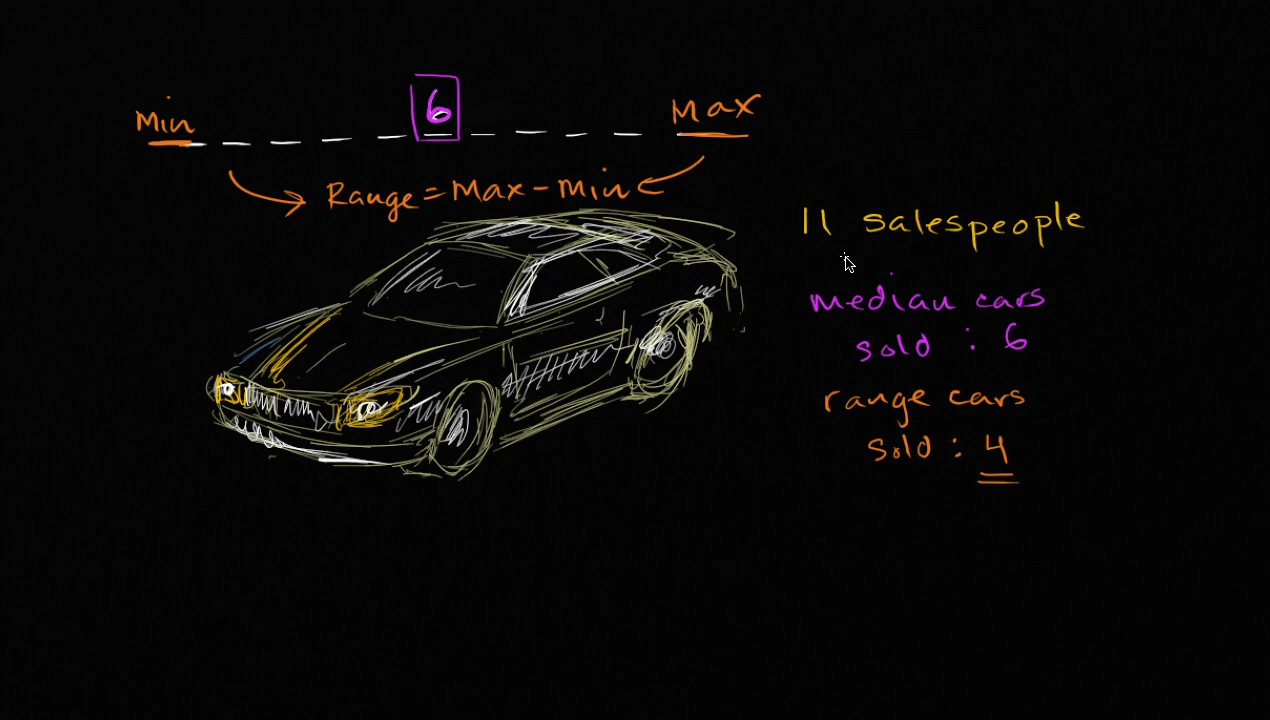 6
Min
Max
Range = Max - Min
11 salespeople
median cars
sold : 6
range cars
sold : 4